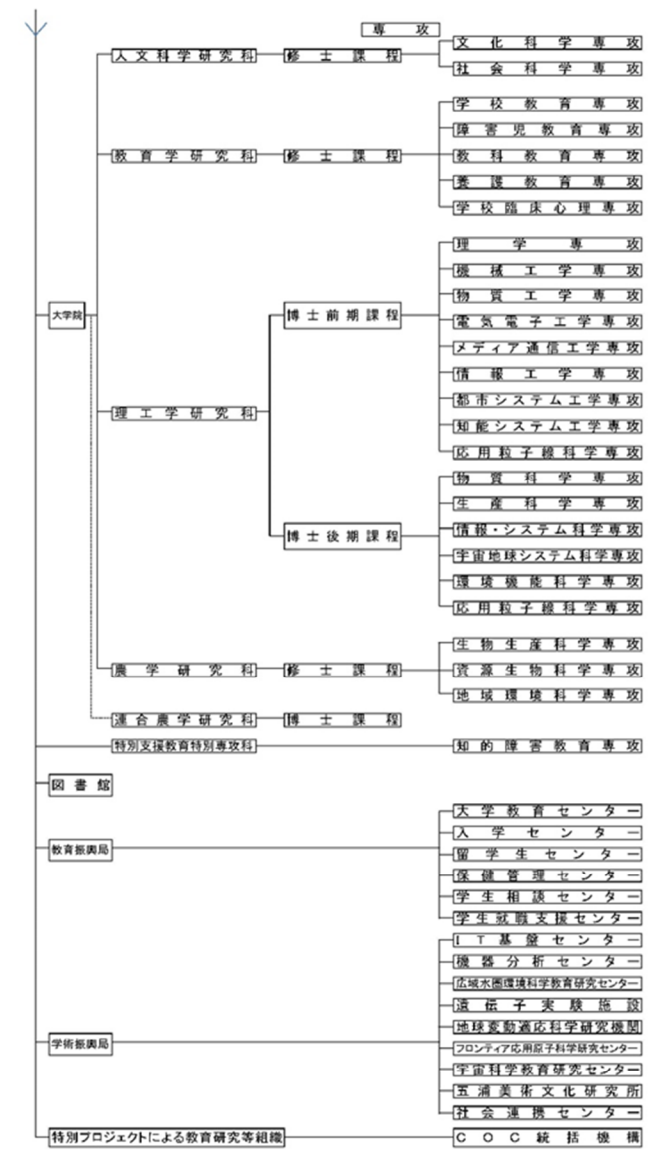 専攻
人文科学研究科 修士課程 文化科学専攻
社会科学専攻
教育学研究科 修士課程 学校教育専攻
障害児教育専攻
教科教育専攻
養護教育専攻
学校臨床心理専攻
大学院
理工学研究科
博士前期課程 理学専攻
機械工学専攻
物質工学専攻
電気電子工学専攻
メディア通信工学専攻
情報工学専攻
都市システム工学専攻
知能システム工学専攻
応用粒子線科学専攻
博士後期課程 物質科学専攻
生産科学専攻
情報・システム科学専攻
宇宙地球システム科学専攻
環境機能科学専攻
応用粒子線科学専攻
農学研究科 修士課程 生物生産科学専攻
資源生物科学専攻
地域環境科学専攻
連合農学研究科 博士課程
特別支援教育特別専攻科 知的障害教育専攻
図書館
教育振興局 大学教育センター
入学センター
留学生センター
保健管理センター
学生相談センター
学生就職支援センター
学術振興局 IT基盤センター
機器分析センター
広域水圏環境科学教育研究センター
遺伝子実験施設
地球変動適応科学研究機関
フロンティア応用原子科学研究センター
宇宙科学教育研究センター
五浦美術文化研究所
社会連携センター
特別プロジェクトによる教育研究等組織 COC統括機構